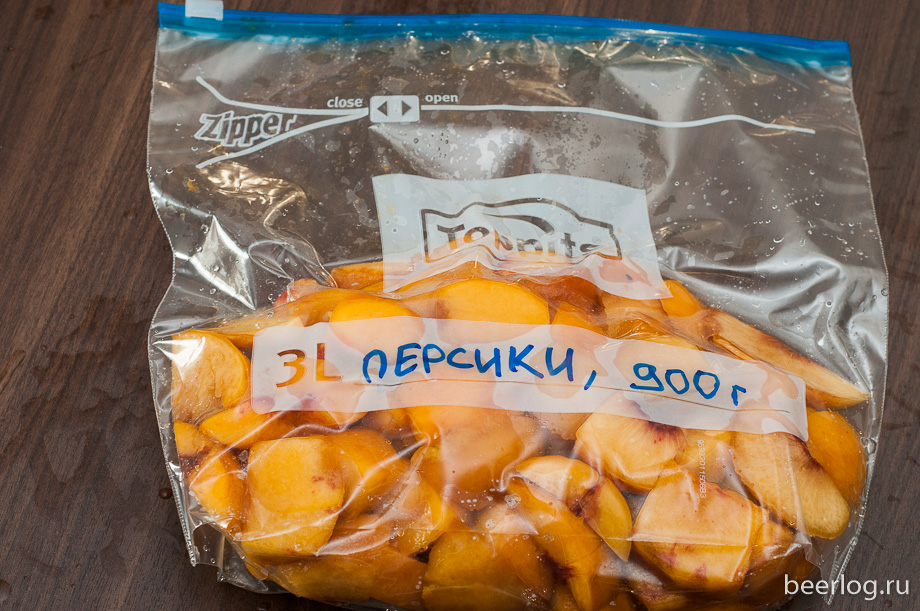 close open
Zipper
Toppits
3L ПЕРСИКИ, 900 г
beerlog.ru